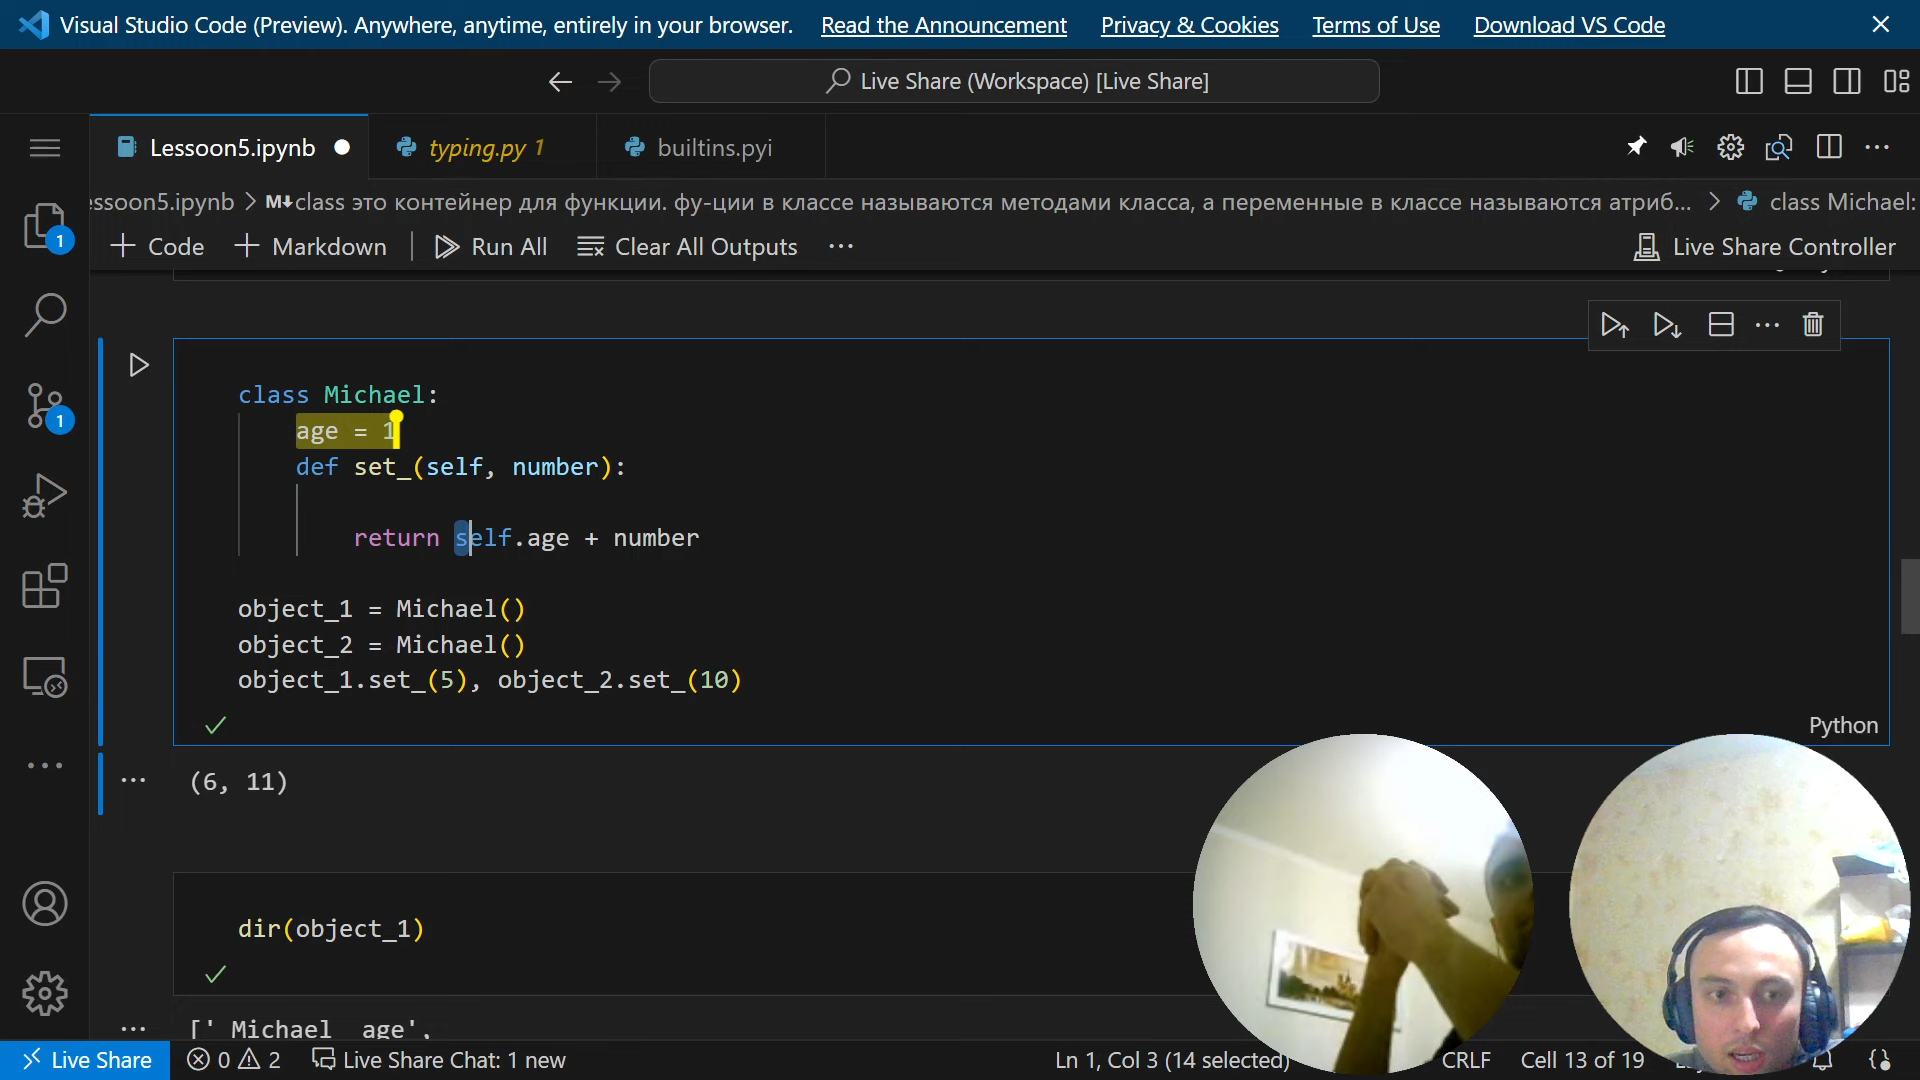 Visual Studio Code (Preview). Anywhere, anytime, entirely in your browser. Read the Announcement Privacy & Cookies Terms of Use Download VS Code
Live Share (Workspace) [Live Share]
Lessoon5.ipynb typing.py 1 builtins.pyi
essoon5.ipynb > M↓class это контейнер для функции. фу-ции в классе называются методами класса, а переменные в классе называются атриб... > class Michael:
+ Code + Markdown Run All Clear All Outputs ... Live Share Controller
1
1
class Michael:
age = 1
def set_(self, number):
return self.age + number
object_1 = Michael()
object_2 = Michael()
object_1.set_(5), object_2.set_(10)
Python
(6, 11)
dir(object_1)
['_Michael__age',
Live Share 0 2 Live Share Chat: 1 new Ln 1, Col 3 (14 selected) CRLF Cell 13 of 19